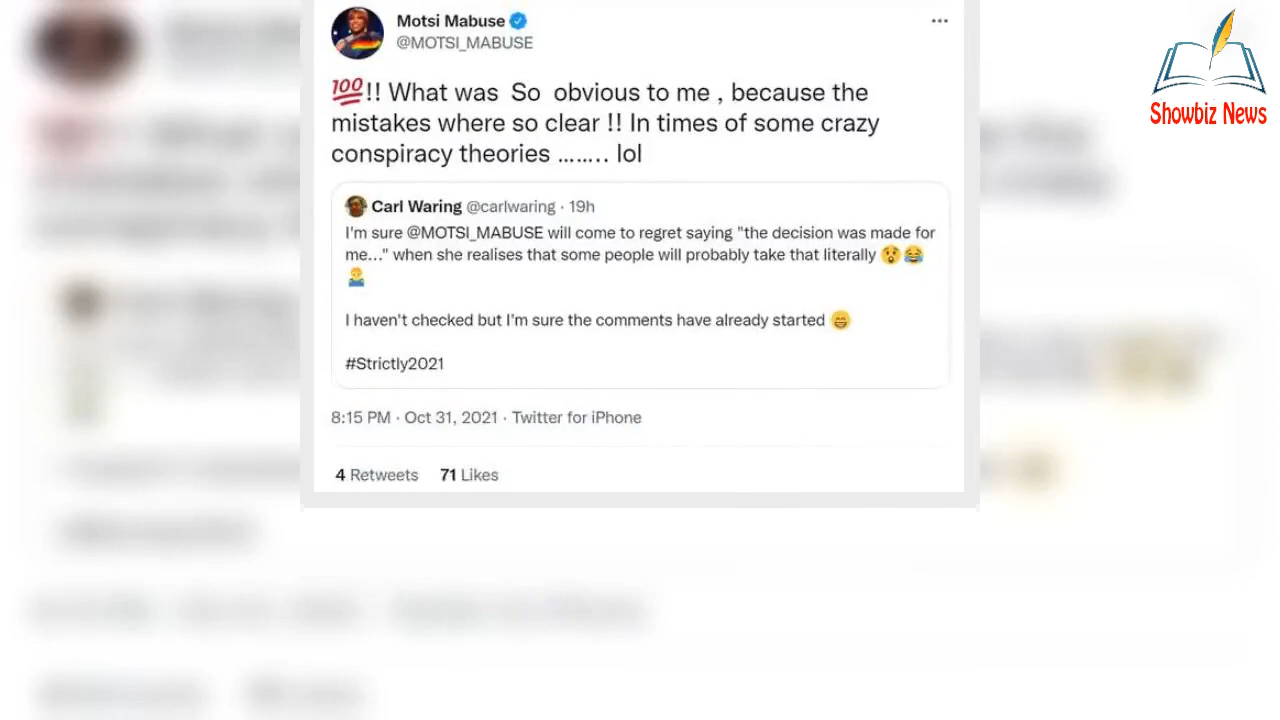 Motsi Mabuse
@MOTSI_MABUSE
💯!! What was So obvious to me , because the
mistakes where so clear !! In times of some crazy
conspiracy theories ........ lol
Carl Waring @carlwaring · 19h
I'm sure @MOTSI_MABUSE will come to regret saying "the decision was made for
me..." when she realises that some people will probably take that literally 😲😂
🤷‍♂️
I haven't checked but I'm sure the comments have already started 😁
#Strictly2021
8:15 PM · Oct 31, 2021 · Twitter for iPhone
4 Retweets 71 Likes
Showbiz News